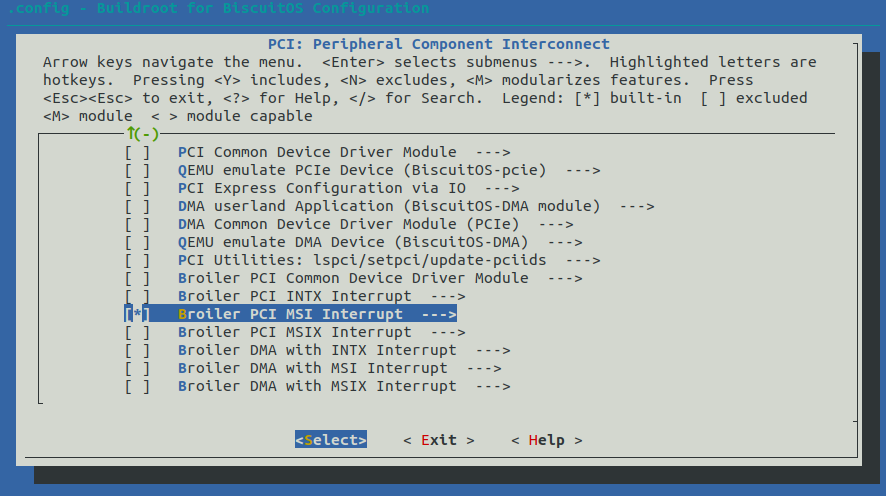 .config - Buildroot for BiscuitOS Configuration
PCI: Peripheral Component Interconnect
Arrow keys navigate the menu.  <Enter> selects submenus --->.  Highlighted letters are
hotkeys.  Pressing <Y> includes, <N> excludes, <M> modularizes features.  Press
<Esc><Esc> to exit, <?> for Help, </> for Search.  Legend: [*] built-in  [ ] excluded
<M> module  < > module capable
↑(-)
[ ]   PCI Common Device Driver Module  --->
[ ]   QEMU emulate PCIe Device (BiscuitOS-pcie)  --->
[ ]   PCI Express Configuration via IO  --->
[ ]   DMA userland Application (BiscuitOS-DMA module)  --->
[ ]   DMA Common Device Driver Module (PCIe)  --->
[ ]   QEMU emulate DMA Device (BiscuitOS-DMA)  --->
[ ]   PCI Utilities: lspci/setpci/update-pciids  --->
[ ]   Broiler PCI Common Device Driver Module  --->
[ ]   Broiler PCI INTX Interrupt  --->
[*]   Broiler PCI MSI Interrupt  --->
[ ]   Broiler PCI MSIX Interrupt  --->
[ ]   Broiler DMA with INTX Interrupt  --->
[ ]   Broiler DMA with MSI Interrupt  --->
[ ]   Broiler DMA with MSIX Interrupt  --->
<Select>    < Exit >    < Help >